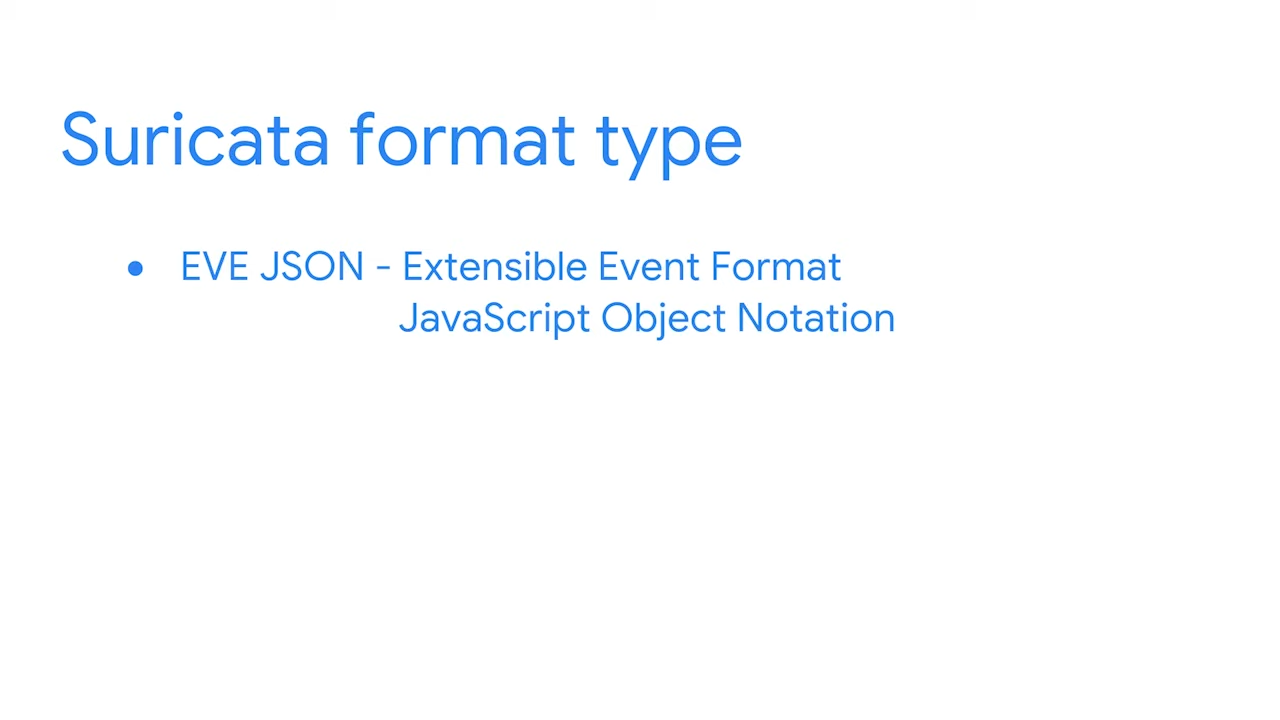 Suricata format type
● EVE JSON - Extensible Event Format
JavaScript Object Notation